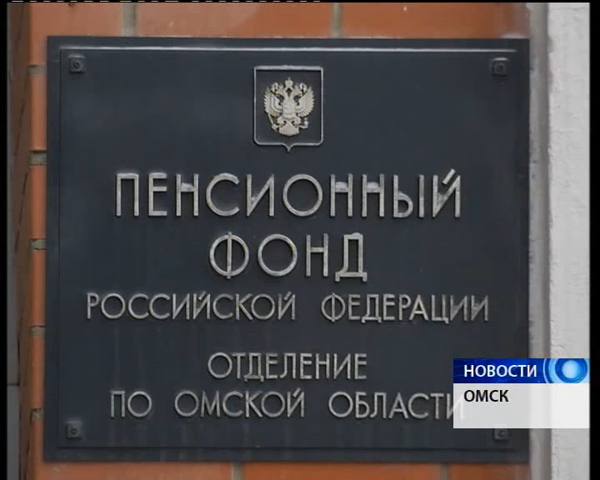 ПЕНСИОННЫЙ
ФОНД
РОССИЙСКОЙ ФЕДЕРАЦИИ
ОТДЕЛЕНИЕ
ПО ОМСКОЙ ОБЛАСТИ
НОВОСТИ
ОМСК